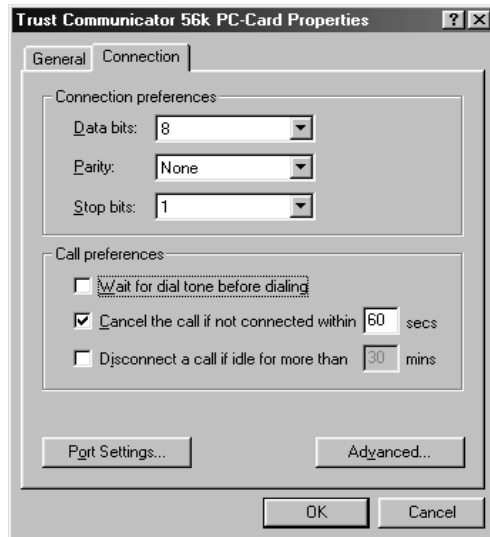 Trust Communicator 56k PC-Card Properties ? ×
General Connection
Connection preferences
Data bits: 8
Parity: None
Stop bits: 1
Call preferences
Wait for dial tone before dialing
Cancel the call if not connected within 60 secs
Disconnect a call if idle for more than 30 mins
Port Settings... Advanced...
OK Cancel